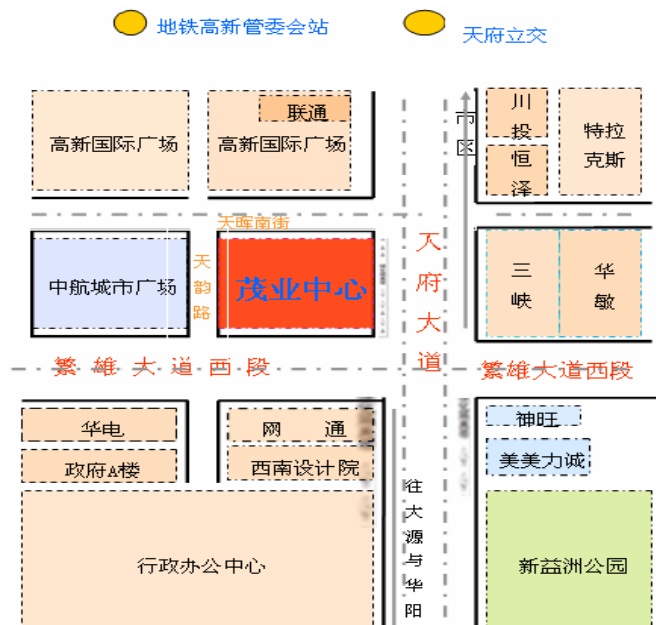 地铁高新管委会站
天府立交
联通
高新国际广场
高新国际广场
市区
川投
恒泽
特拉克斯
天晖南街
中航城市广场
天韵路
茂业中心
天府大道
三峡
华敏
繁雄大道西段
繁雄大道西段
华电
政府A楼
网 通
西南设计院
神旺
美美力诚
行政办公中心
往大源与华阳
新益洲公园